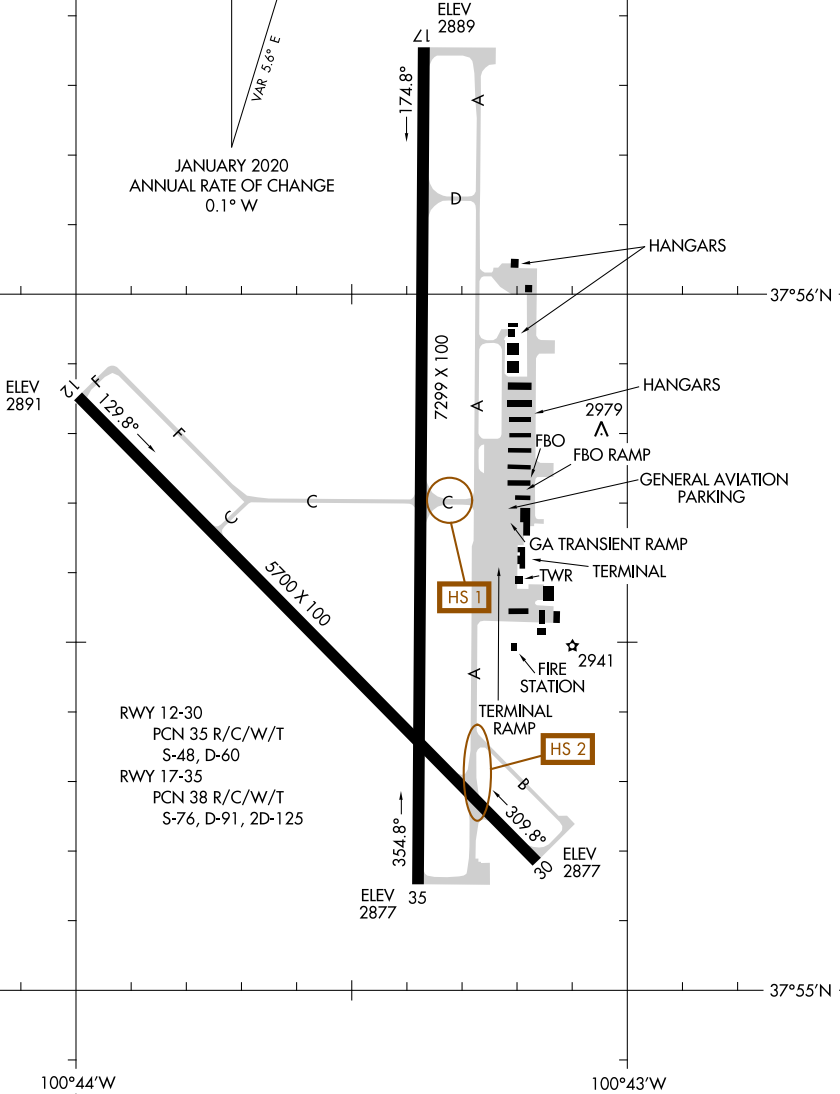 ELEV
2889
17
VAR 5.6° E
174.8°
A
JANUARY 2020
ANNUAL RATE OF CHANGE
0.1° W
D
HANGARS
37°56'N
7299 X 100
ELEV
2891
12
F
129.8°
F
A
HANGARS
2979
FBO
FBO RAMP
GENERAL AVIATION
PARKING
C
C
C
GA TRANSIENT RAMP
TERMINAL
TWR
5700 X 100
HS 1
2941
FIRE
STATION
A
TERMINAL
RAMP
RWY 12-30
PCN 35 R/C/W/T
S-48, D-60
RWY 17-35
PCN 38 R/C/W/T
S-76, D-91, 2D-125
HS 2
B
354.8°
309.8°
30
ELEV
2877
ELEV
2877
35
37°55'N
100°44'W
100°43'W